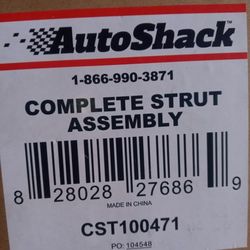 AutoShack
1-866-990-3871
COMPLETE STRUT
ASSEMBLY
8 28028 27686 9
MADE IN CHINA
CST100471
PO: 104548